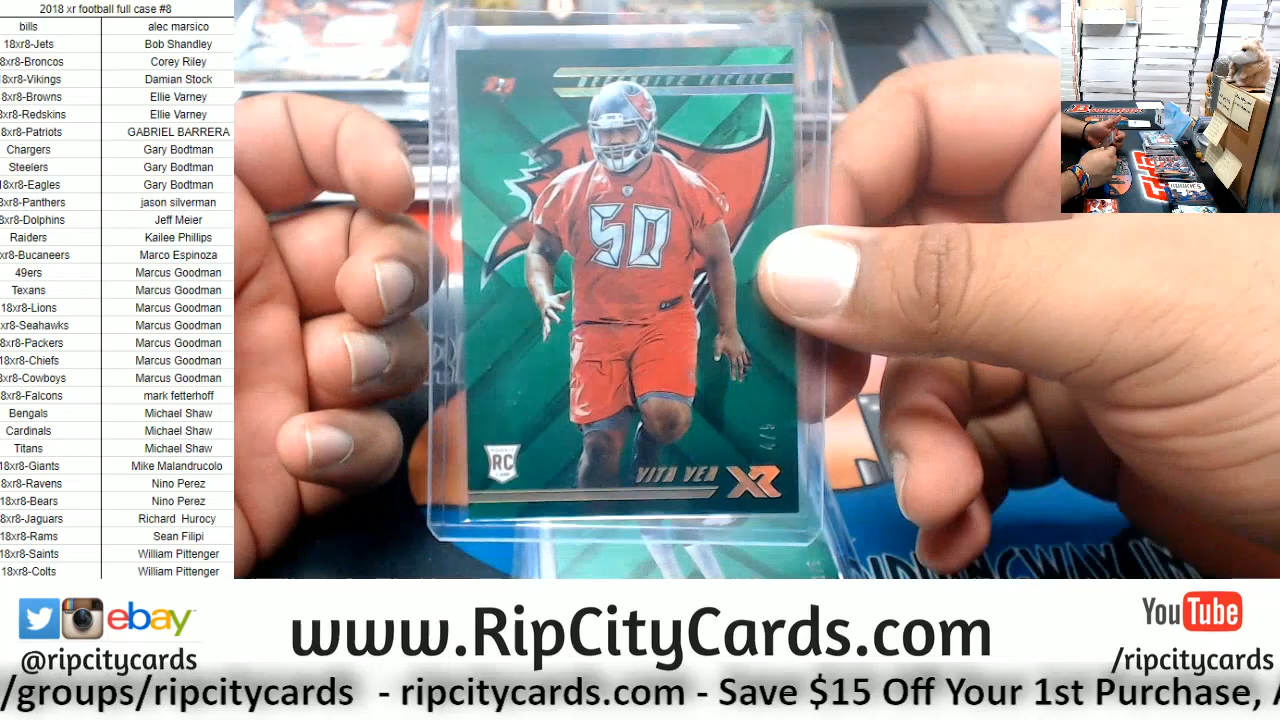 2018 xr football full case #8
bills alec marsico
18xr8-Jets Bob Shandley
8xr8-Broncos Corey Riley
8xr8-Vikings Damian Stock
8xr8-Browns Ellie Varney
8xr8-Redskins Ellie Varney
8xr8-Patriots GABRIEL BARRERA
Chargers Gary Bodtman
Steelers Gary Bodtman
18xr8-Eagles Gary Bodtman
8xr8-Panthers jason silverman
xr8-Dolphins Jeff Meier
Raiders Kailee Phillips
xr8-Bucaneers Marco Espinoza
49ers Marcus Goodman
Texans Marcus Goodman
18xr8-Lions Marcus Goodman
xr8-Seahawks Marcus Goodman
8xr8-Packers Marcus Goodman
8xr8-Chiefs Marcus Goodman
8xr8-Cowboys Marcus Goodman
8xr8-Falcons mark fetterhoff
Bengals Michael Shaw
Cardinals Michael Shaw
Titans Michael Shaw
18xr8-Giants Mike Malandrucolo
8xr8-Ravens Nino Perez
18xr8-Bears Nino Perez
8xr8-Jaguars Richard Hurocy
8xr8-Rams Sean Filipi
18xr8-Saints William Pittenger
18xr8-Colts William Pittenger
50
4/5
RC
VITA VEA XR
ebay
@ripcitycards
www.RipCityCards.com
YouTube
/ripcitycards
/groups/ripcitycards - ripcitycards.com - Save $15 Off Your 1st Purchase,